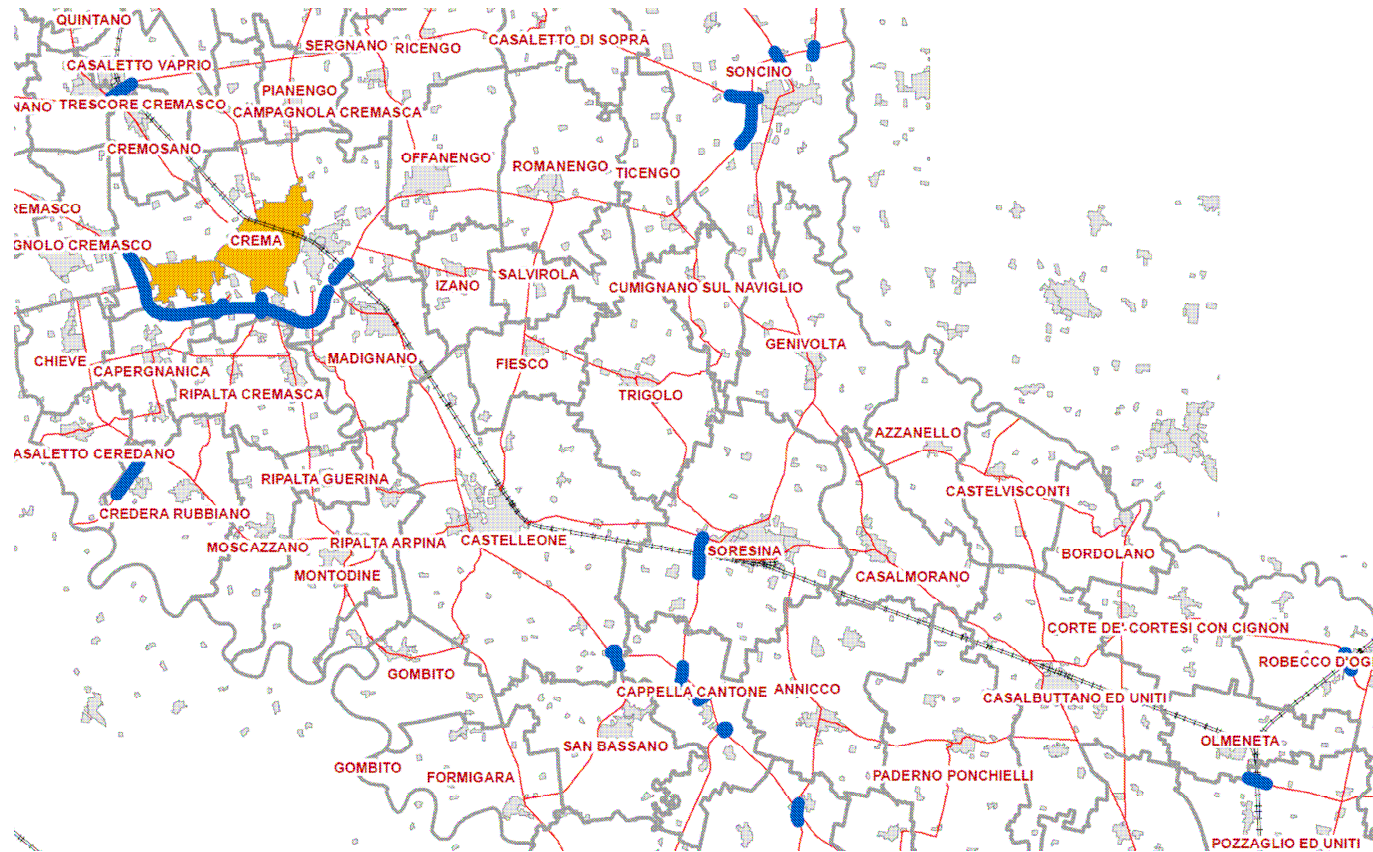 QUINTANO
CASALETTO DI SOPRA
SERGNANO
RICENGO
CASALETTO VAPRIO
SONCINO
PIANENGO
NANO
TRESCORE CREMASCO
CAMPAGNOLA CREMASCA
CREMOSANO
OFFANENGO
ROMANENGO
TICENGO
REMASCO
CREMA
GNOLO CREMASCO
SALVIROLA
IZANO
CUMIGNANO SUL NAVIGLIO
GENIVOLTA
CHIEVE
MADIGNANO
FIESCO
CAPERGNANICA
RIPALTA CREMASCA
TRIGOLO
AZZANELLO
ASALETTO CEREDANO
RIPALTA GUERINA
CASTELVISCONTI
CREDERA RUBBIANO
MOSCAZZANO
RIPALTA ARPINA
CASTELLEONE
SORESINA
BORDOLANO
MONTODINE
CASALMORANO
CORTE DE' CORTESI CON CIGNON
ROBECCO D'OG
GOMBITO
CAPPELLA CANTONE
ANNICCO
CASALBUTTANO ED UNITI
SAN BASSANO
OLMENETA
GOMBITO
FORMIGARA
PADERNO PONCHIELLI
POZZAGLIO ED UNITI